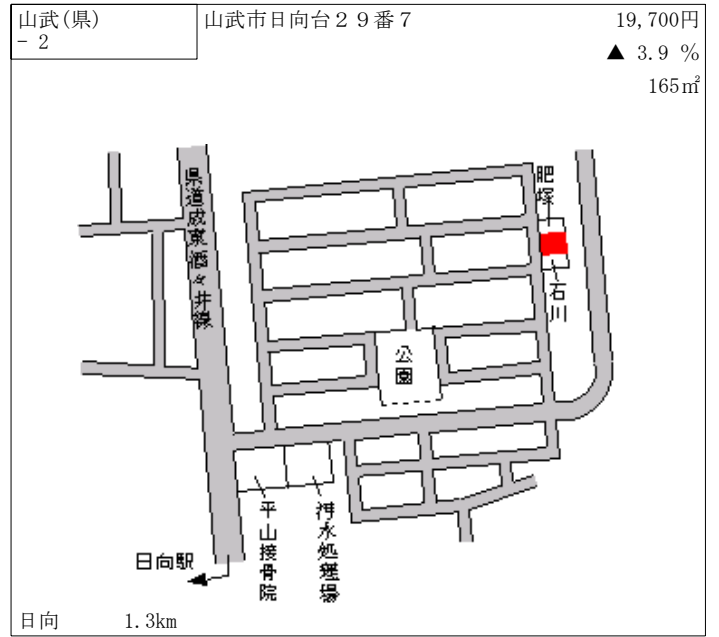 山武(県)
- 2
山武市日向台２９番７
19,700円
▲ 3.9 %
165㎡
県道成東酒々井線
肥塚
石川
公園
平山接骨院
汚水処理場
日向駅
日向 1.3km